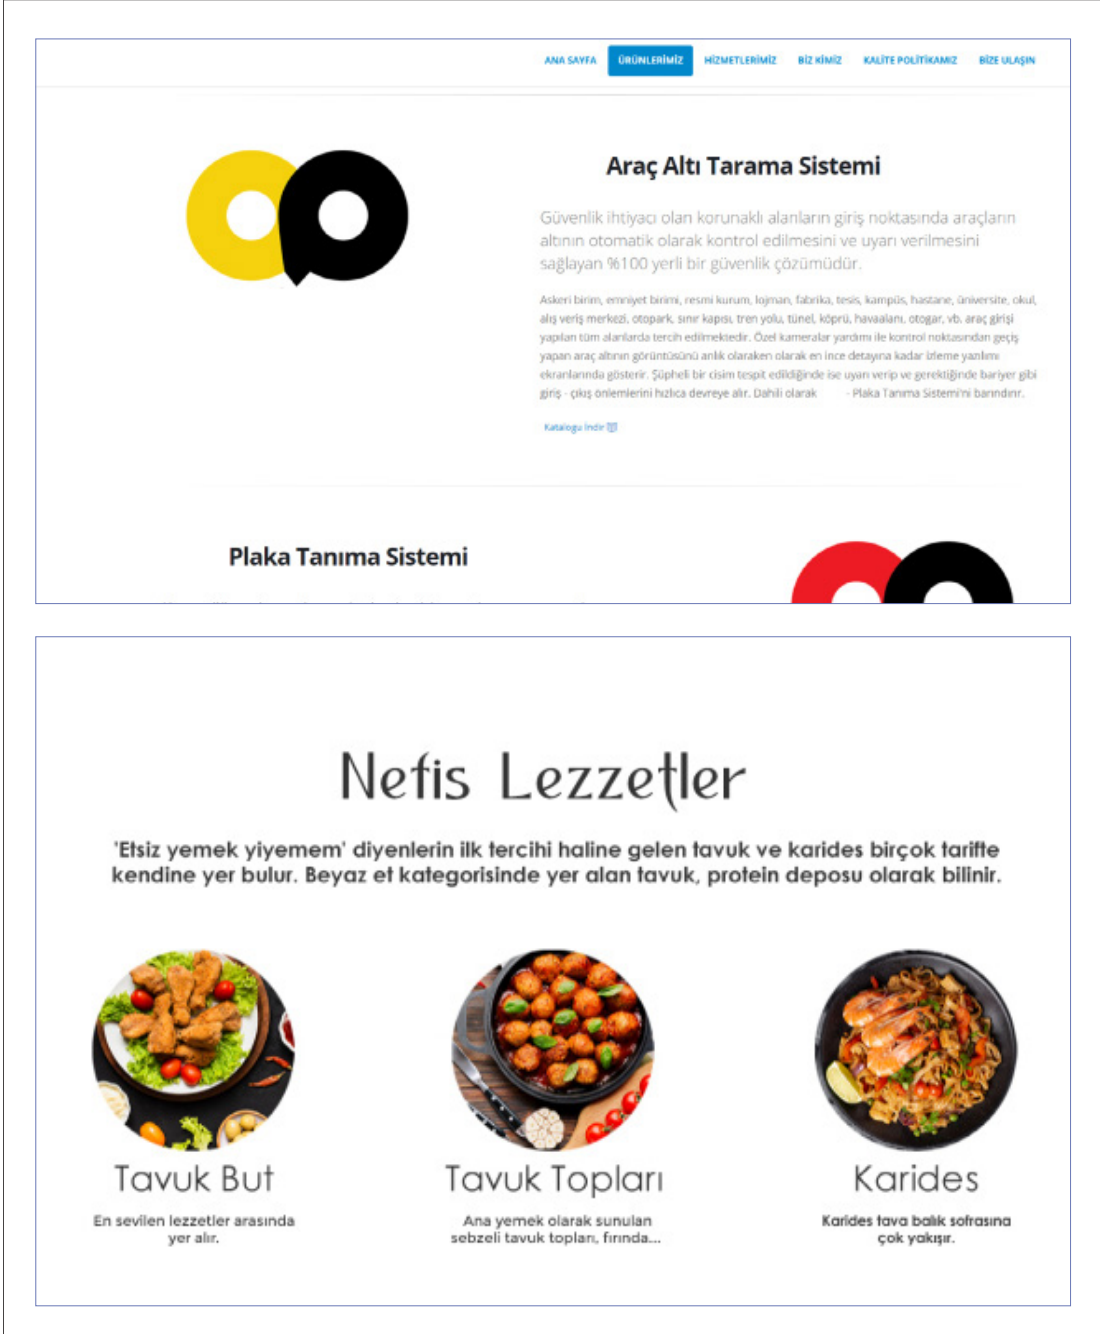 ANA SAYFA ÜRÜNLERİMİZ HİZMETLERİMİZ BİZ KİMİZ KALİTE POLİTİKAMIZ BİZE ULAŞIN
Araç Altı Tarama Sistemi
Güvenlik ihtiyacı olan korunaklı alanların giriş noktasında araçların
altının otomatik olarak kontrol edilmesini ve uyarı verilmesini
sağlayan %100 yerli bir güvenlik çözümüdür.
Askeri birim, emniyet birimi, resmi kurum, lojman, fabrika, tesis, kampüs, hastane, üniversite, okul,
alış veriş merkezi, otopark, sınır kapısı, tren yolu, tünel, köprü, havaalanı, otogar, vb. araç girişi
yapılan tüm alanlarda tercih edilmektedir. Özel kameralar yardımı ile kontrol noktasından geçiş
yapan araç altının görüntüsünü anlık olaraken olarak en ince detayına kadar izleme yazılımı
ekranlarında gösterir. Şüpheli bir cisim tespit edildiğinde ise uyarı verip ve gerektiğinde bariyer gibi
giriş - çıkış önlemlerini hızlıca devreye alır. Dahili olarak - Plaka Tanıma Sistemi'ni barındırır.
Katalogu İndir
Plaka Tanıma Sistemi
Nefis Lezzetler
'Etsiz yemek yiyemem' diyenlerin ilk tercihi haline gelen tavuk ve karides birçok tarifte
kendine yer bulur. Beyaz et kategorisinde yer alan tavuk, protein deposu olarak bilinir.
Tavuk But
En sevilen lezzetler arasında
yer alır.
Tavuk Topları
Ana yemek olarak sunulan
sebzeli tavuk topları, fırında...
Karides
Karides tava balık sofrasına
çok yakışır.